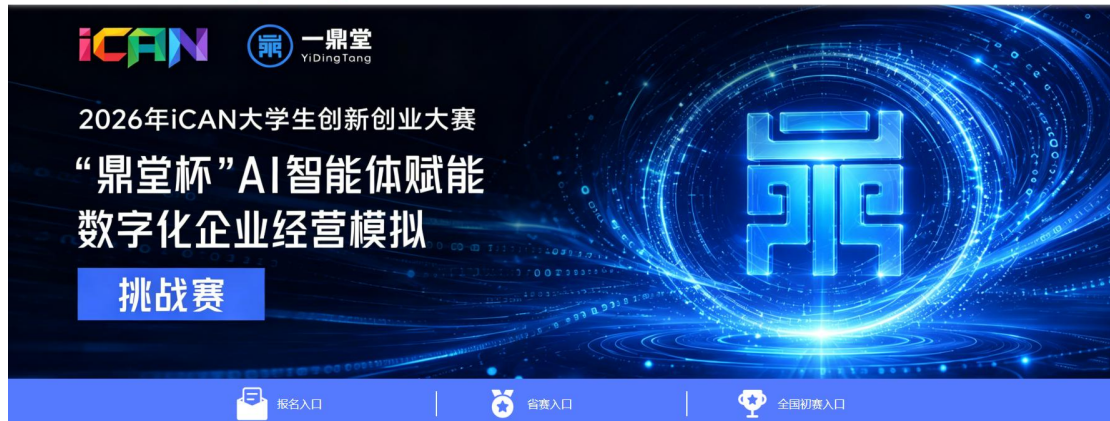 iCAN
一鼎堂
YiDingTang
2026年iCAN大学生创新创业大赛
“鼎堂杯”AI智能体赋能
数字化企业经营模拟
挑战赛
报名入口
省赛入口
全国初赛入口